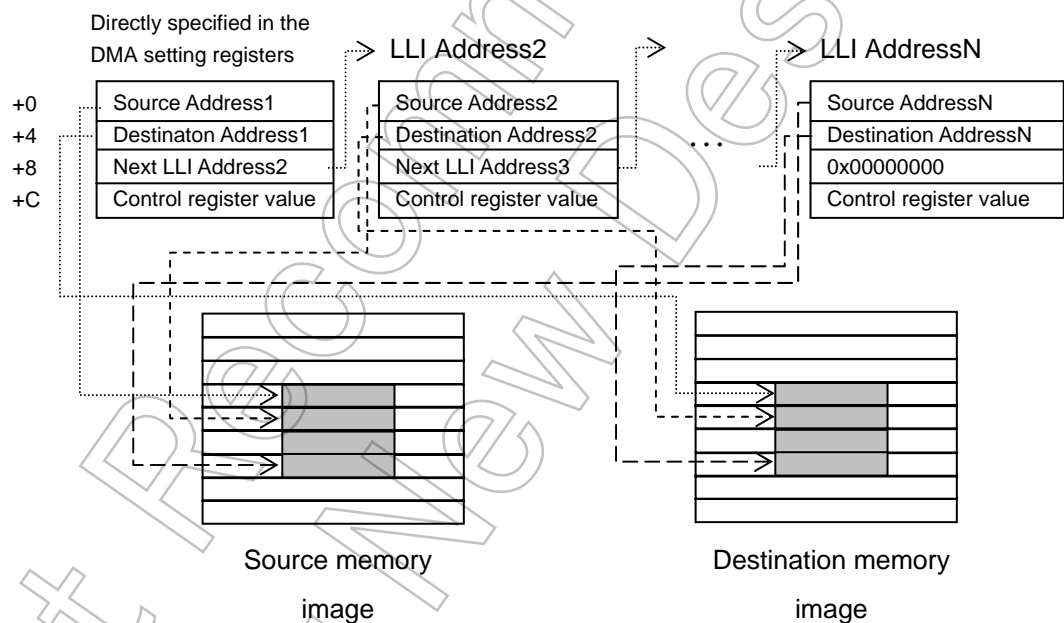 Directly specified in the
DMA setting registers
LLI Address2
LLI AddressN
+0
Source Address1
Source Address2
Source AddressN
+4
Destinaton Address1
Destination Address2
...
Destination AddressN
+8
Next LLI Address2
Next LLI Address3
0x00000000
+C
Control register value
Control register value
Control register value
Source memory
image
Destination memory
image